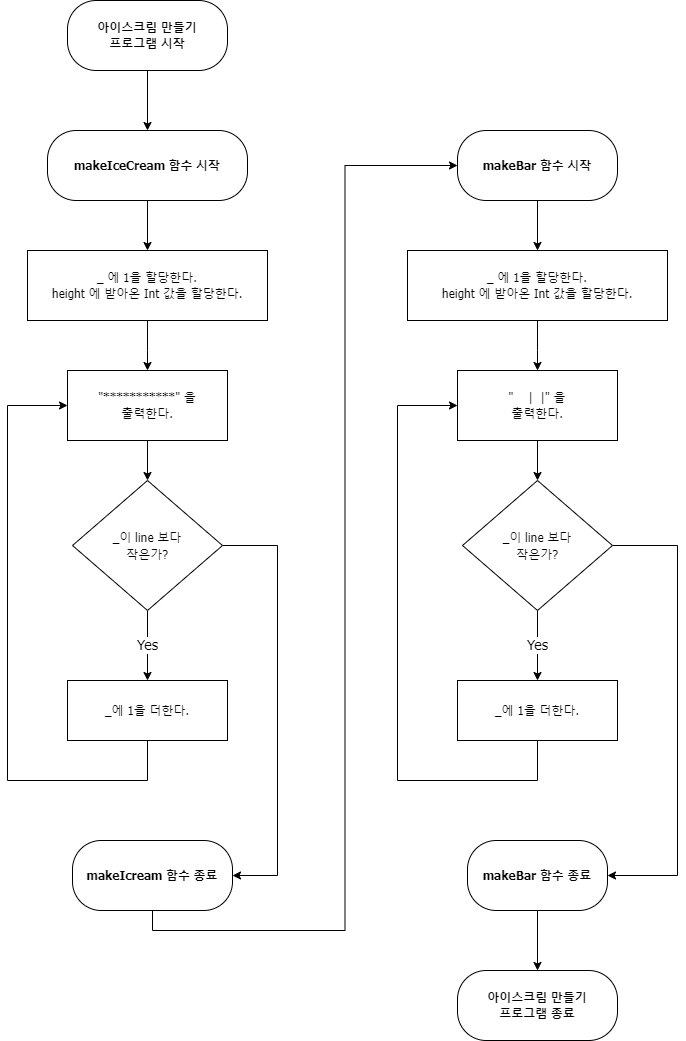 아이스크림 만들기
프로그램 시작
makeIceCream 함수 시작
_ 에 1을 할당한다.
height 에 받아온 Int 값을 할당한다.
"***********" 을
출력한다.
_이 line 보다
작은가?
Yes
_에 1을 더한다.
makeIcream 함수 종료
makeBar 함수 시작
_ 에 1을 할당한다.
height 에 받아온 Int 값을 할당한다.
"    | |" 을
출력한다.
_이 line 보다
작은가?
Yes
_에 1을 더한다.
makeBar 함수 종료
아이스크림 만들기
프로그램 종료